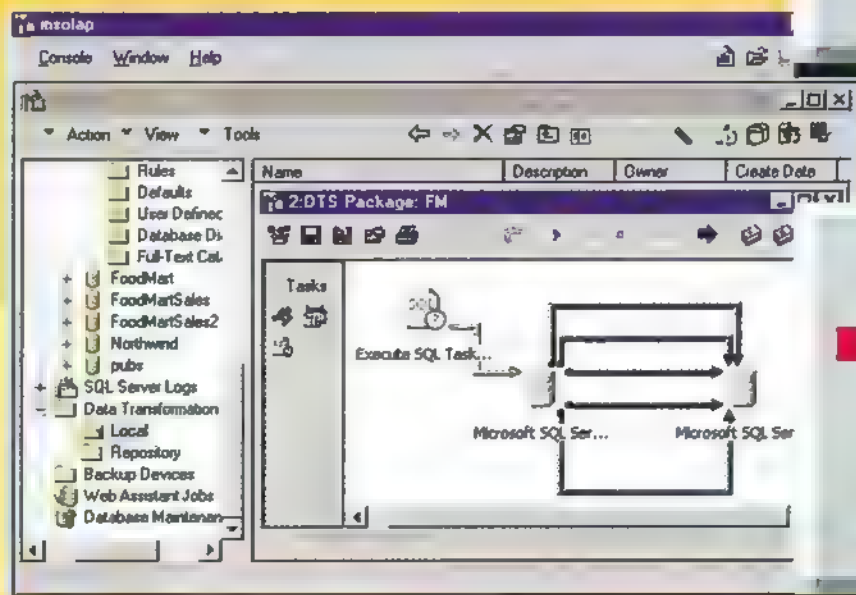 msolap
Console Window Help
Action View Tools
Rules
Defaults
User Definec
Database Di
Full-Text Cat
FoodMart
FoodMartSales
FoodMartSales2
Northwind
pubs
SQL Server Logs
Data Transformation
Local
Repository
Backup Devices
Web Assistant Jobs
Database Maintenan
Name Description Owner Create Date
2:DTS Package: FM
Tasks
SQL
Execute SQL Task...
Microsoft SQL Ser... Microsoft SQL Ser